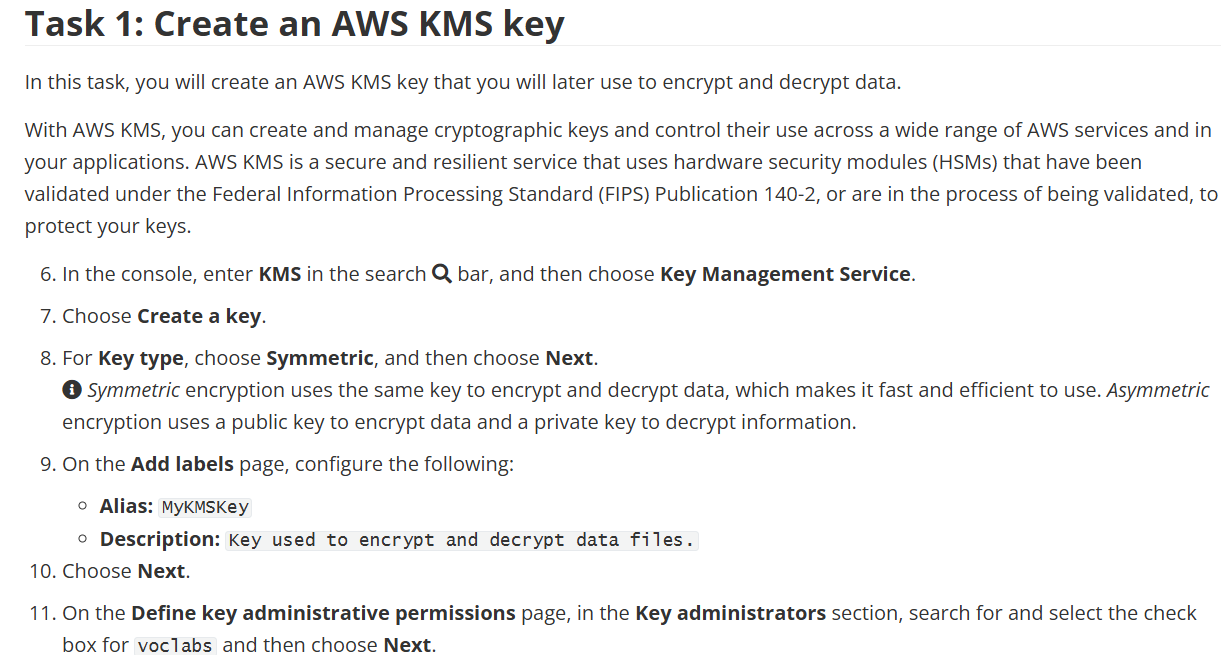 Task 1: Create an AWS KMS key
In this task, you will create an AWS KMS key that you will later use to encrypt and decrypt data.
With AWS KMS, you can create and manage cryptographic keys and control their use across a wide range of AWS services and in
your applications. AWS KMS is a secure and resilient service that uses hardware security modules (HSMs) that have been
validated under the Federal Information Processing Standard (FIPS) Publication 140-2, or are in the process of being validated, to
protect your keys.
6. In the console, enter KMS in the search bar, and then choose Key Management Service.
7. Choose Create a key.
8. For Key type, choose Symmetric, and then choose Next.
Symmetric encryption uses the same key to encrypt and decrypt data, which makes it fast and efficient to use. Asymmetric
encryption uses a public key to encrypt data and a private key to decrypt information.
9. On the Add labels page, configure the following:
Alias: MyKMSKey
Description: Key used to encrypt and decrypt data files.
10. Choose Next.
11. On the Define key administrative permissions page, in the Key administrators section, search for and select the check
box for voclabs and then choose Next.